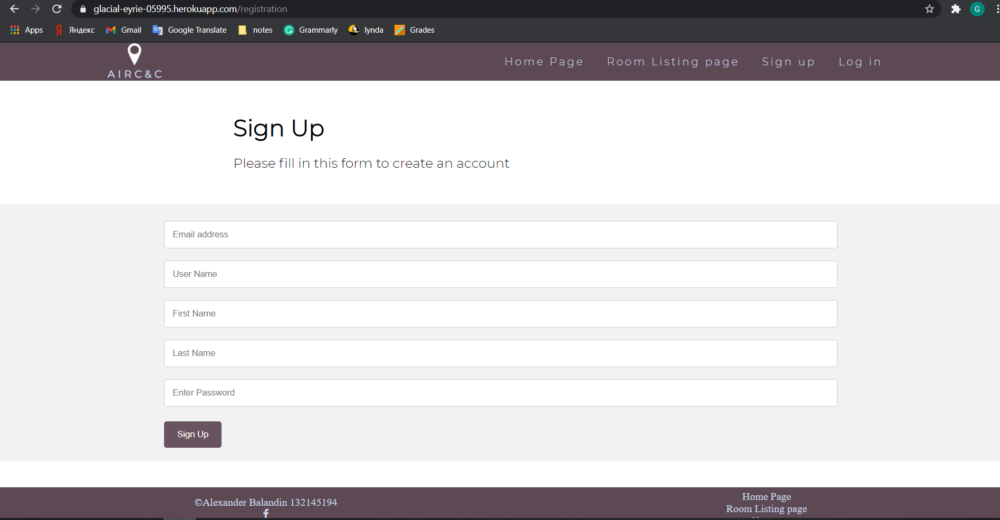 glacial-eyrie-05995.herokuapp.com/registration
G
Apps Яндекс Gmail Google Translate notes Grammarly lynda Grades
AIRC&C
Home Page Room Listing page Sign up Log in
Sign Up
Please fill in this form to create an account
Email address
User Name
First Name
Last Name
Enter Password
Sign Up
©Alexander Balandin 132145194
Home Page
Room Listing page